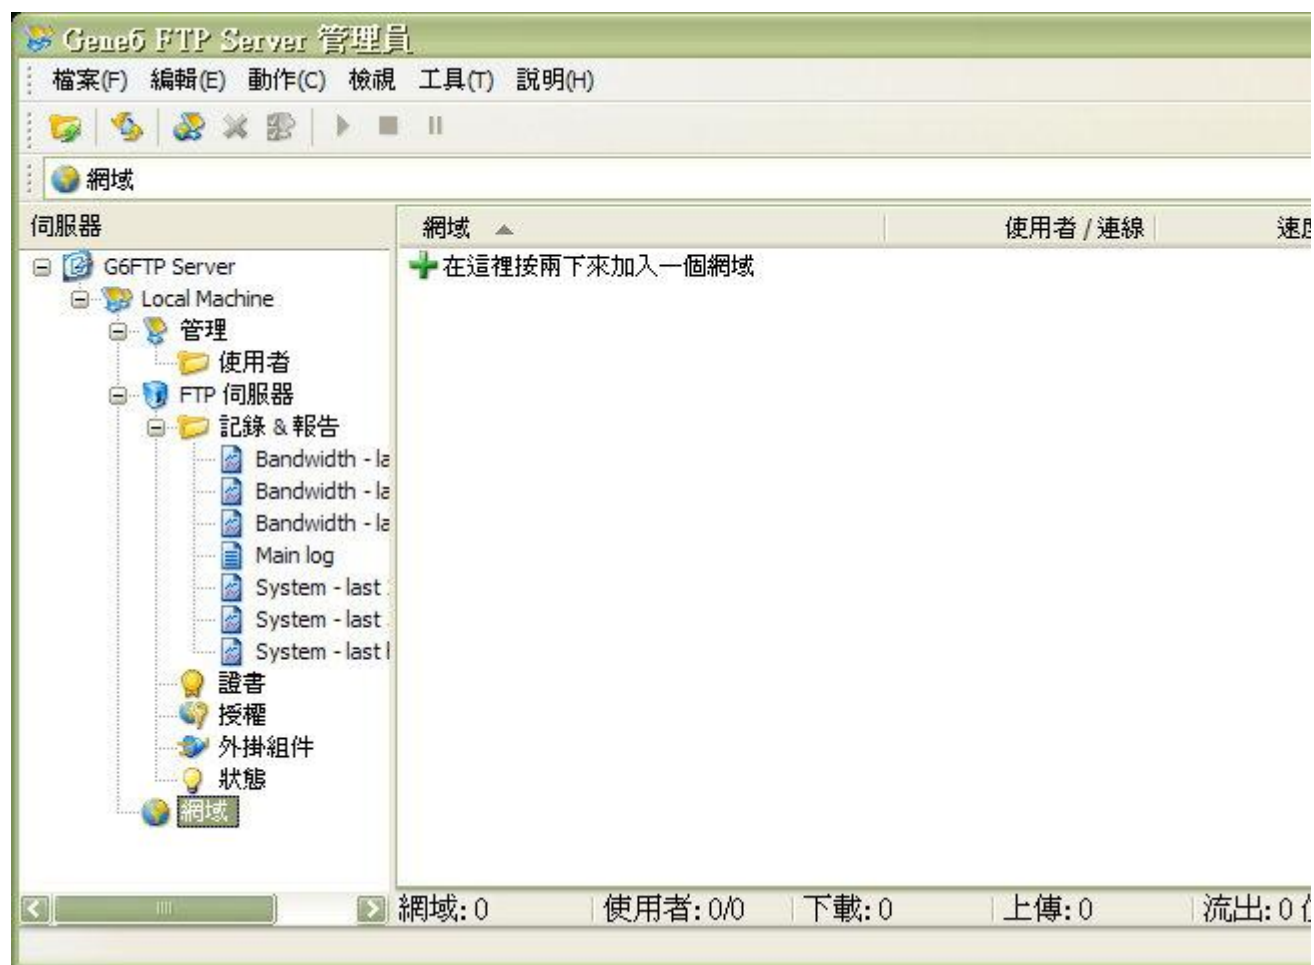 Gene6 FTP Server 管理員
檔案(F) 編輯(E) 動作(C) 檢視 工具(T) 說明(H)
網域
伺服器
網域 使用者 / 連線
G6FTP Server
在這裡按兩下來加入一個網域
Local Machine
管理
使用者
FTP 伺服器
記錄 & 報告
Bandwidth -
Bandwidth -
Bandwidth -
Main log
System - last
System - last
System - last
證書
授權
外掛組件
狀態
網域
網域: 0 使用者: 0/0 下載: 0 上傳: 0 流出: 0